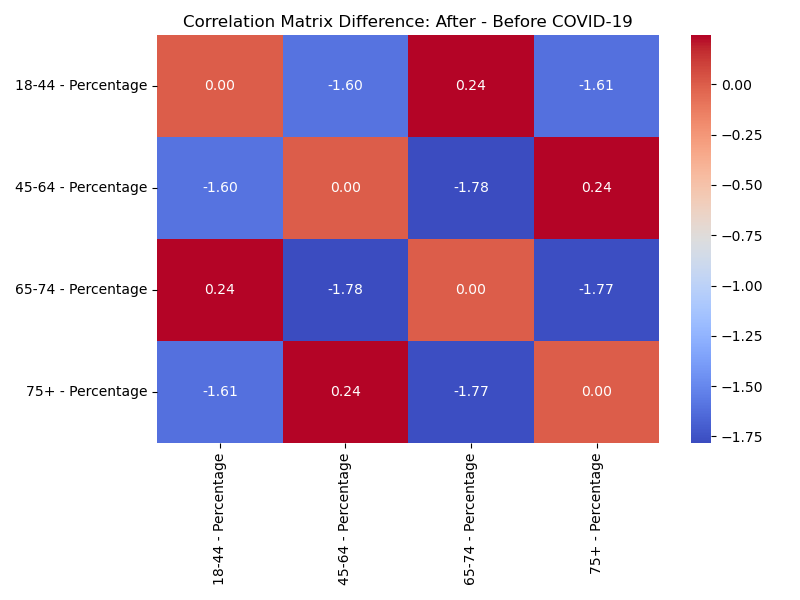 Correlation Matrix Difference: After - Before COVID-19
18-44 - Percentage
0.00
-1.60
0.24
-1.61
45-64 - Percentage
-1.60
0.00
-1.78
0.24
65-74 - Percentage
0.24
-1.78
0.00
-1.77
75+ - Percentage
-1.61
0.24
-1.77
0.00
18-44 - Percentage
45-64 - Percentage
65-74 - Percentage
75+ - Percentage
0.00
−0.25
−0.50
−0.75
−1.00
−1.25
−1.50
−1.75